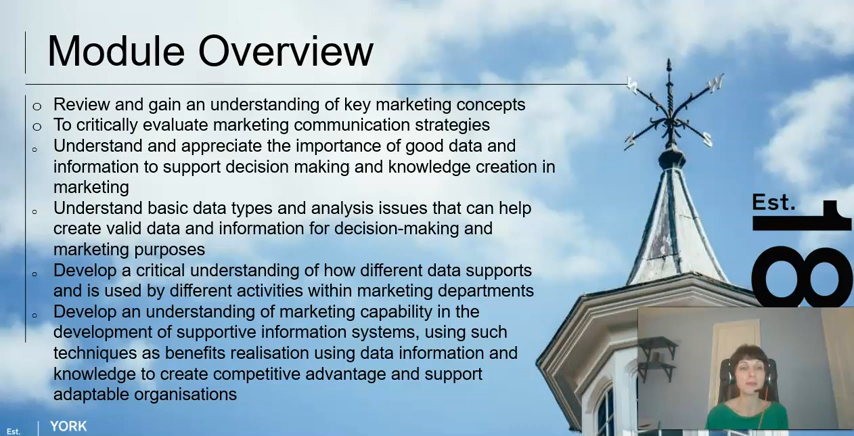 Module Overview
o Review and gain an understanding of key marketing concepts
o To critically evaluate marketing communication strategies
o Understand and appreciate the importance of good data and
information to support decision making and knowledge creation in
marketing
o Understand basic data types and analysis issues that can help
create valid data and information for decision-making and
marketing purposes
o Develop a critical understanding of how different data supports
and is used by different activities within marketing departments
o Develop an understanding of marketing capability in the
development of supportive information systems, using such
techniques as benefits realisation using data information and
knowledge to create competitive advantage and support
adaptable organisations
W
S
Est.
18
Est.
YORK